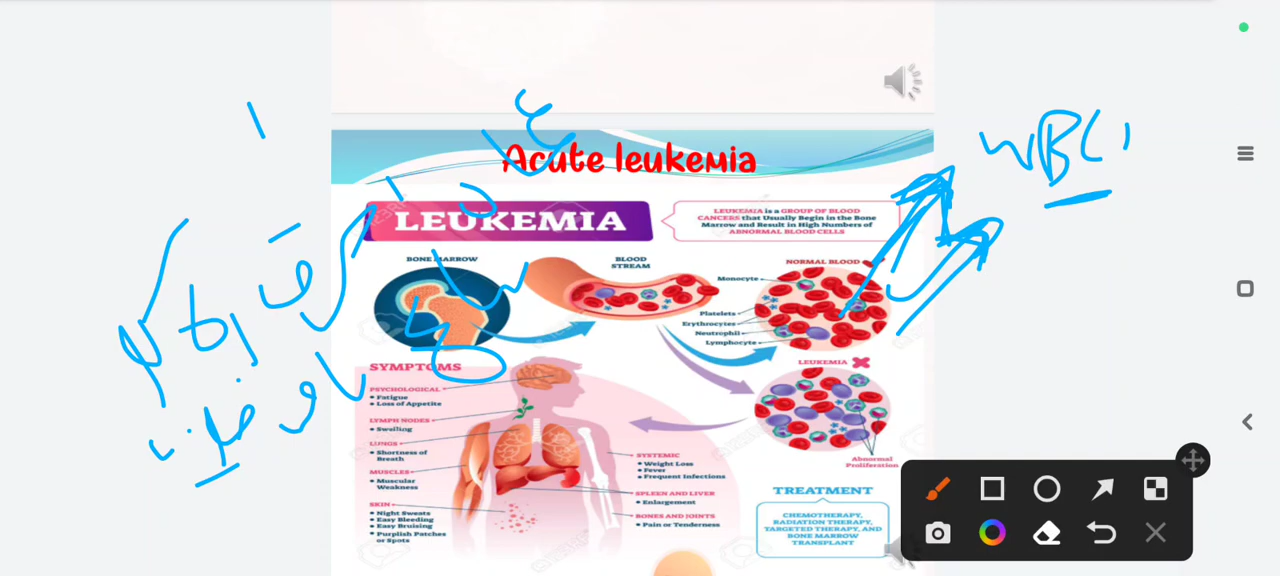 Acute leukemia
LEUKEMIA
LEUKEMIA is a GROUP OF BLOOD
CANCERS that Usually Begin in the Bone
Marrow and Result in High Numbers of
ABNORMAL BLOOD CELLS
WBC
BONE MARROW
BLOOD
STREAM
NORMAL BLOOD
Monocyte
Platelets
Erythrocytes
Neutrophil
Lymphocyte
LEUKEMIA
Abnormal
Proliferation
SYMPTOMS
PSYCHOLOGICAL
• Fatigue
• Loss of Appetite
LYMPH NODES
• Swelling
LUNGS
• Shortness of
Breath
MUSCLES
• Muscular
Weakness
SKIN
• Night Sweats
• Easy Bleeding
• Easy Bruising
• Purplish Patches
or Spots
SYSTEMIC
• Weight Loss
• Fever
• Frequent Infections
SPLEEN AND LIVER
• Enlargement
BONES AND JOINTS
• Pain or Tenderness
TREATMENT
CHEMOTHERAPY,
RADIATION THERAPY,
TARGETED THERAPY, AND
BONE MARROW
TRANSPLANT